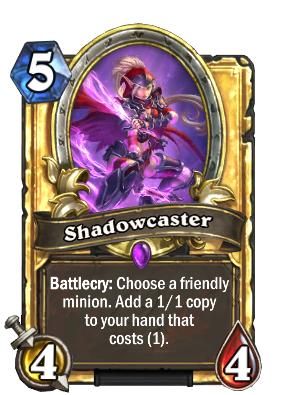 5
Shadowcaster
Battlecry: Choose a friendly
minion. Add a 1/1 copy
to your hand that
costs (1).
4 4